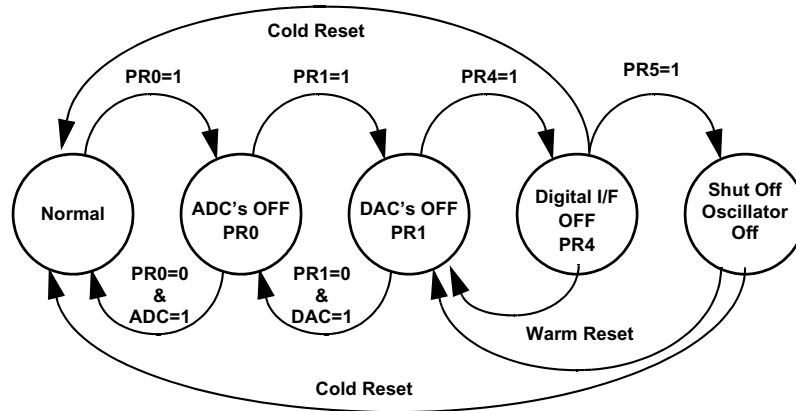 Cold Reset
PR0=1
PR1=1
PR4=1
PR5=1
Normal
ADC's OFF
PR0
DAC's OFF
PR1
Digital I/F
OFF
PR4
Shut Off
Oscillator
Off
PR0=0
&
ADC=1
PR1=0
&
DAC=1
Warm Reset
Cold Reset